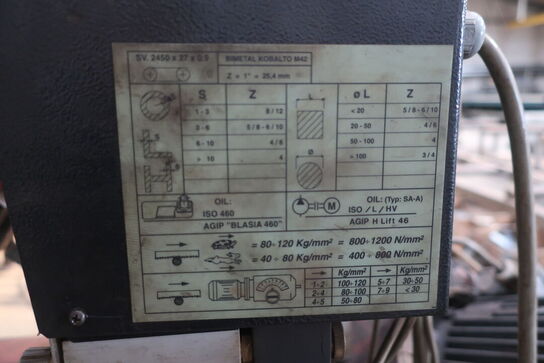 SV. 2450 x 27 x 0.9
BIMETAL KOBALTO M42
Z = 1" = 25,4 mm
S Z
1 - 3 8 / 12
3 - 6 5 / 8 - 6 / 10
6 - 10 4 / 6
> 10 4
S
S
L
Ø
ø L Z
< 20 5 / 8 - 6 / 10
20 - 50 4 / 6
50 - 100 4
> 100 3 / 4
OIL:
ISO 460
AGIP "BLASIA 460"
M
OIL: (Typ: SA-A)
ISO / L / HV
AGIP H Lift 46
= 80÷120 Kg/mm² = 800÷1200 N/mm²
= 40 ÷ 80 Kg/mm² = 400 ÷ 800 N/mm²
Kg/mm² Kg/mm²
1-2 100-120 5-7 30-50
2-4 80-100 7-9 <30
4-5 50-80